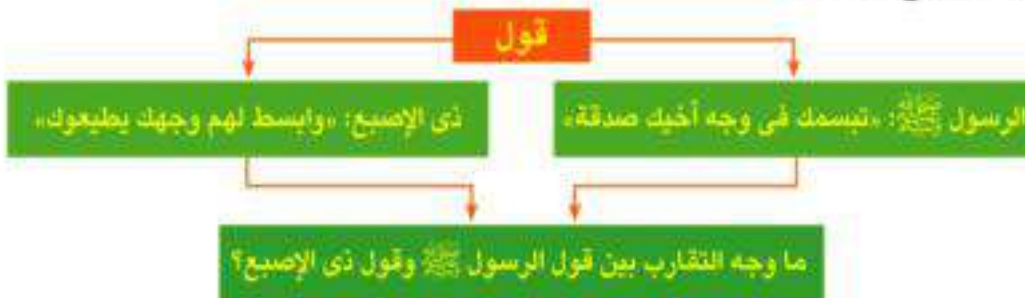 قول
الرسول ﷺ: «تبسمك فى وجه أخيك صدقة»
ذى الإصبع: «وابسط لهم وجهك يطيعوك»
ما وجه التقارب بين قول الرسول ﷺ وقول ذى الإصبع؟